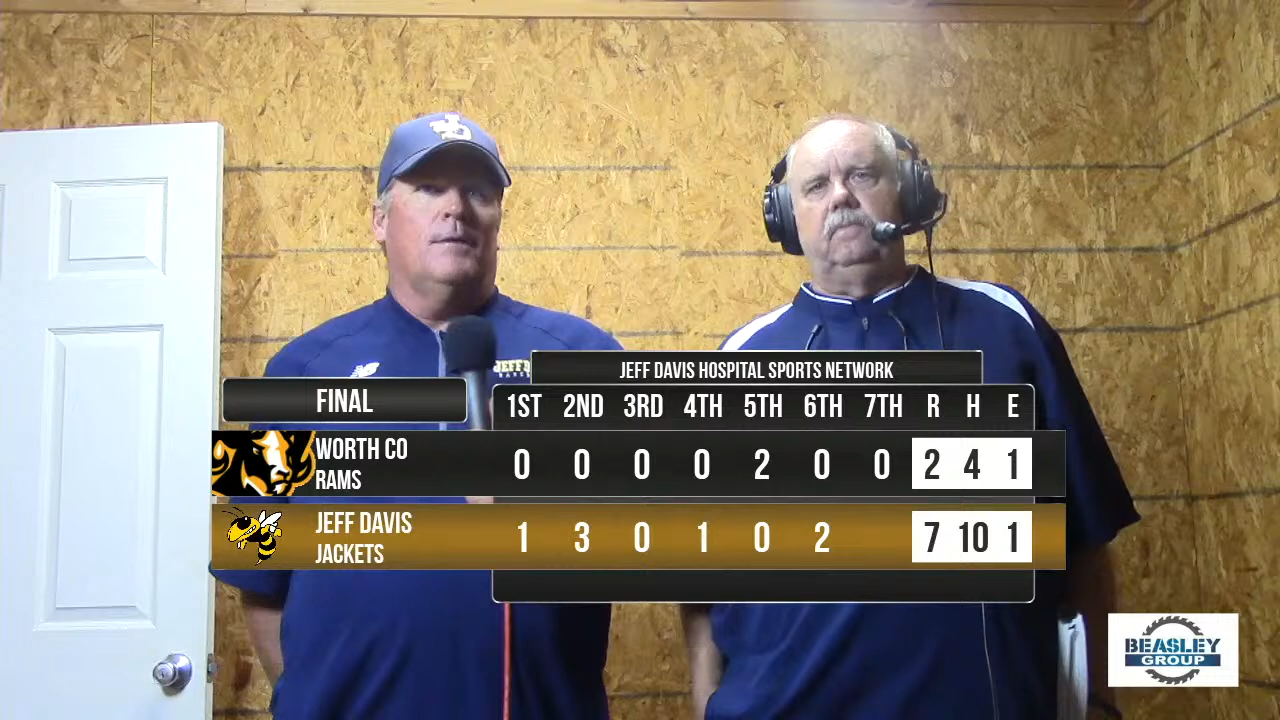 JEFF D
JEFF DAVIS HOSPITAL SPORTS NETWORK
FINAL
1ST 2ND 3RD 4TH 5TH 6TH 7TH R H E
WORTH CO
RAMS
0 0 0 0 2 0 0 2 4 1
JEFF DAVIS
JACKETS
1 3 0 1 0 2 7 10 1
BEASLEY
GROUP